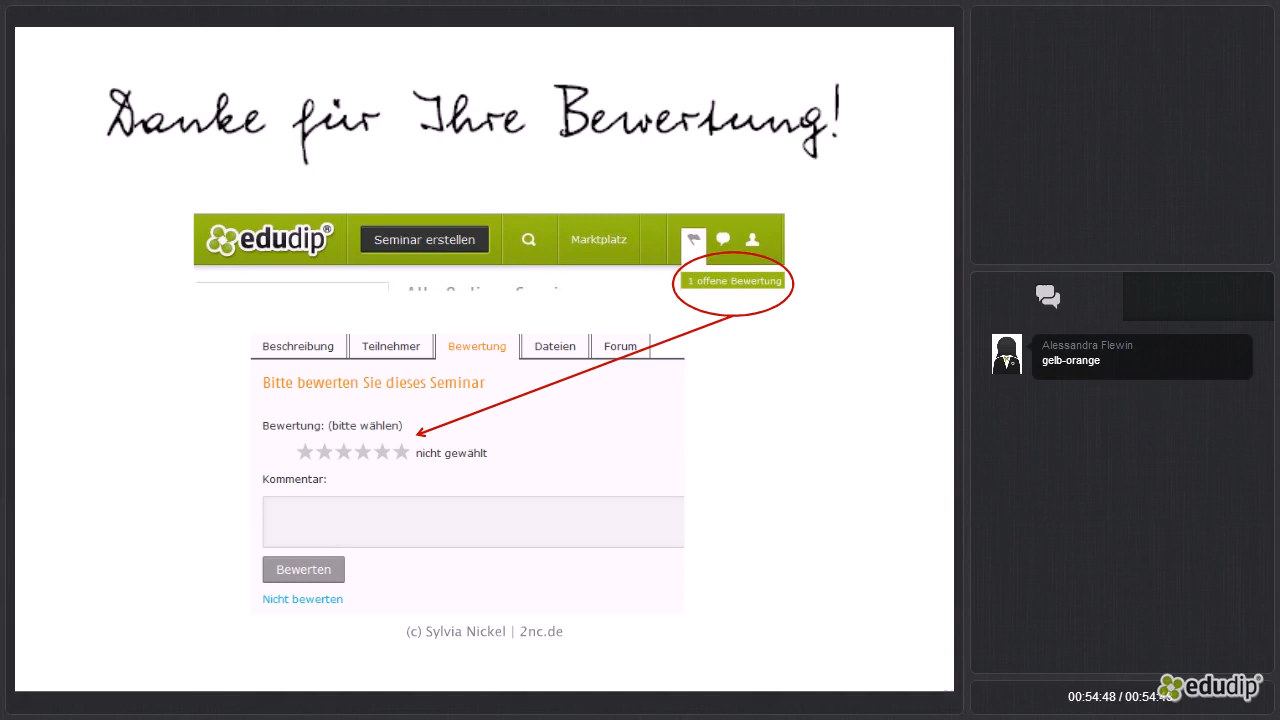 Danke für Ihre Bewertung!
edudip®
Seminar erstellen
Marktplatz
1 offene Bewertung
Beschreibung
Teilnehmer
Bewertung
Dateien
Forum
Bitte bewerten Sie dieses Seminar
Bewertung: (bitte wählen)
nicht gewählt
Kommentar:
Bewerten
Nicht bewerten
(c) Sylvia Nickel | 2nc.de
Alessandra Flewin
gelb-orange
00:54:48 /
edudip